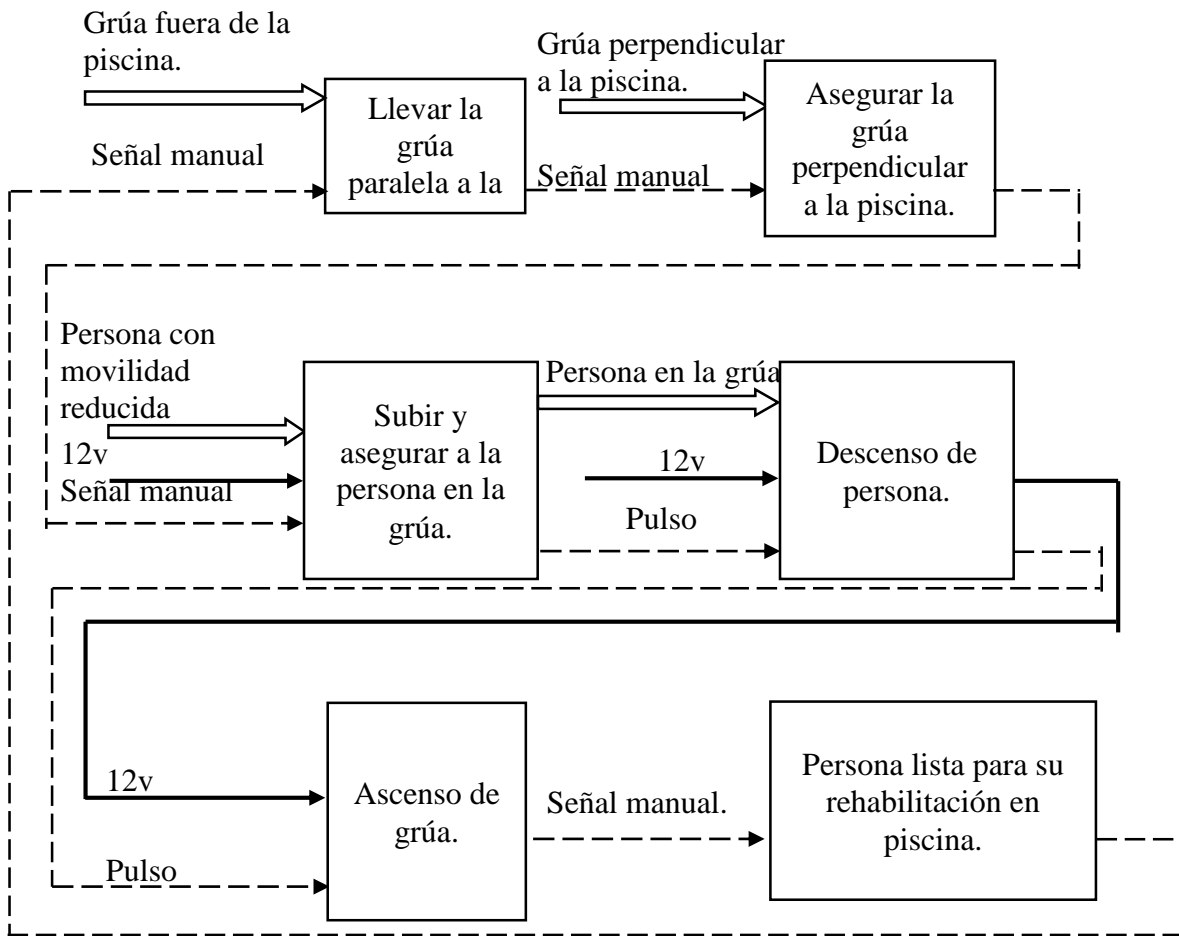 Grúa fuera de la
piscina.
Señal manual
Llevar la
grúa
paralela a la
Grúa perpendicular
a la piscina.
Señal manual
Asegurar la
grúa
perpendicular
a la piscina.
Persona con
movilidad
reducida
12v
Señal manual
Subir y
asegurar a la
persona en la
grúa.
Persona en la grúa
12v
Pulso
Descenso de
persona.
12v
Pulso
Ascenso de
grúa.
Señal manual.
Persona lista para su
rehabilitación en
piscina.